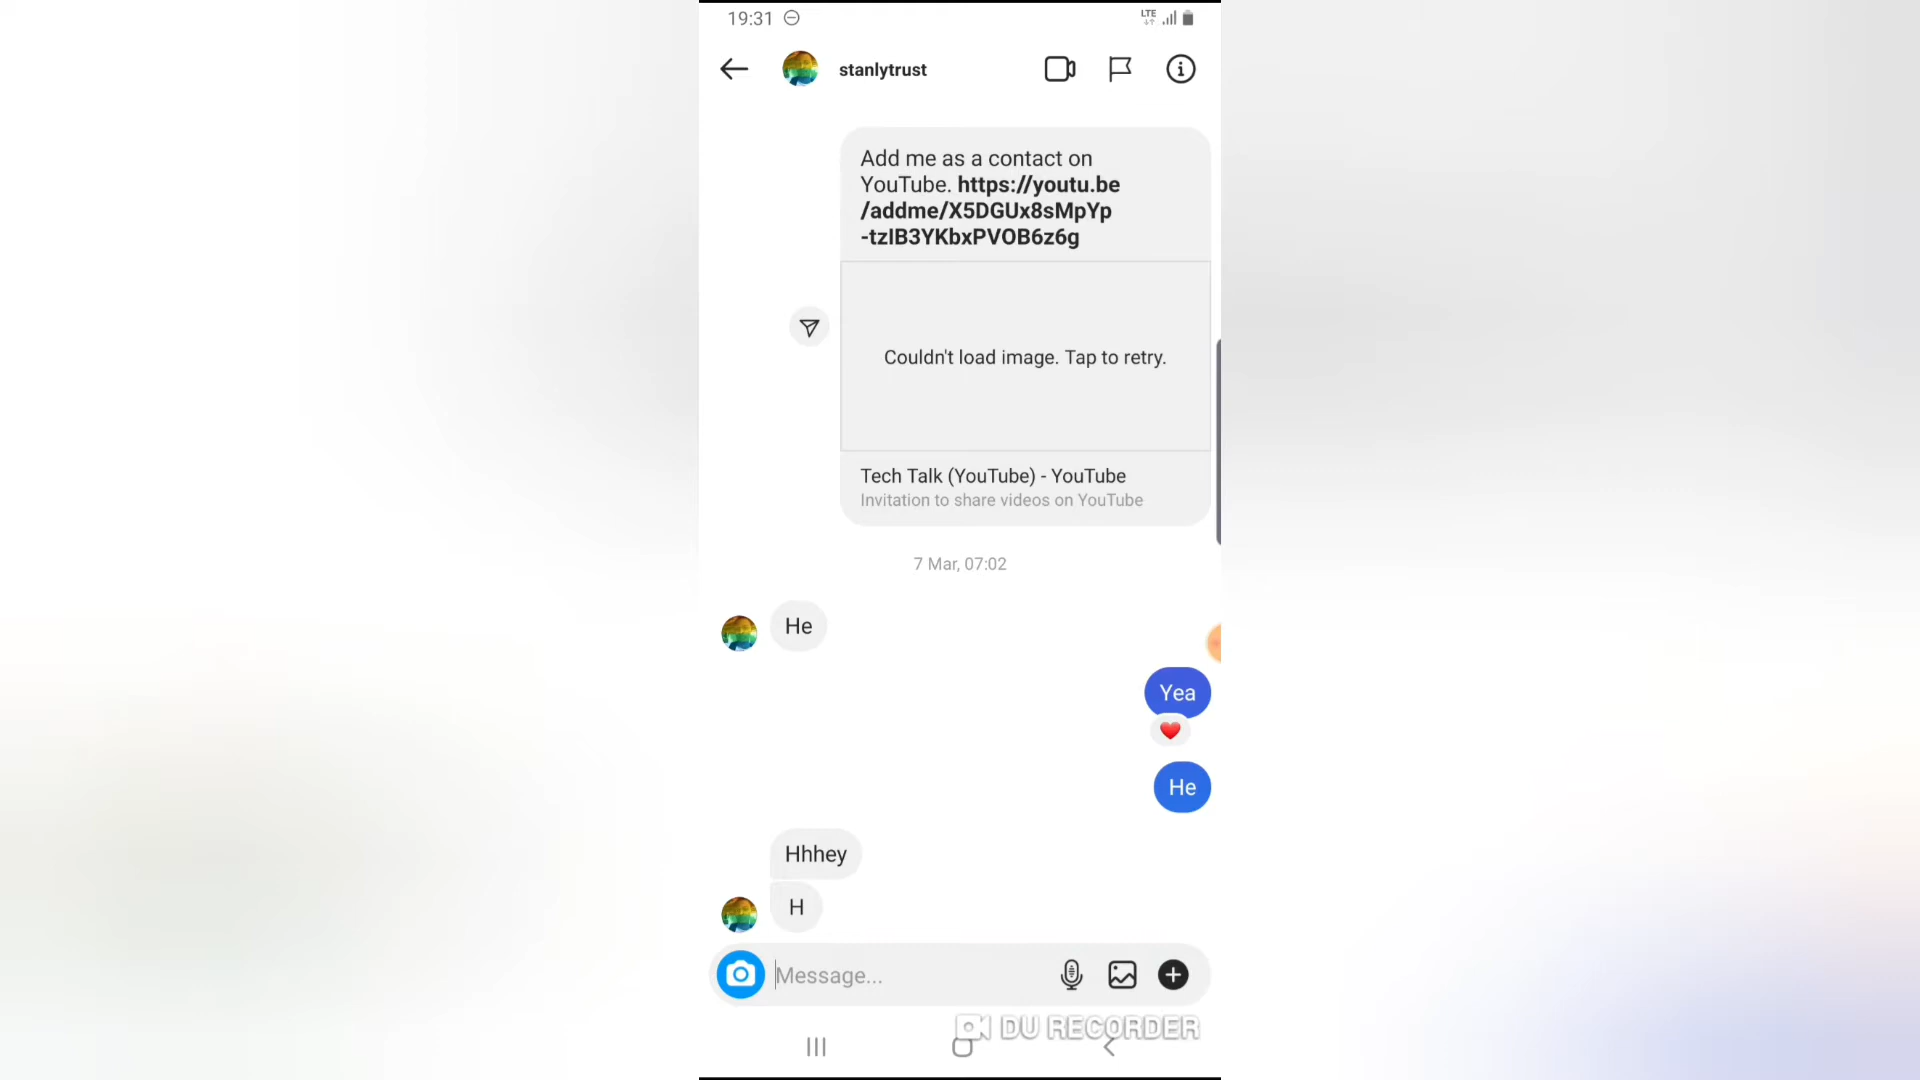 19:31
LTE
stanlytrust
Add me as a contact on
YouTube. https://youtu.be
/addme/X5DGUx8sMpYp
-tzIB3YKbxPVOB6z6g
Couldn't load image. Tap to retry.
Tech Talk (YouTube) - YouTube
Invitation to share videos on YouTube
7 Mar, 07:02
He
Yea
He
Hhhey
H
Message...
DU RECORDER